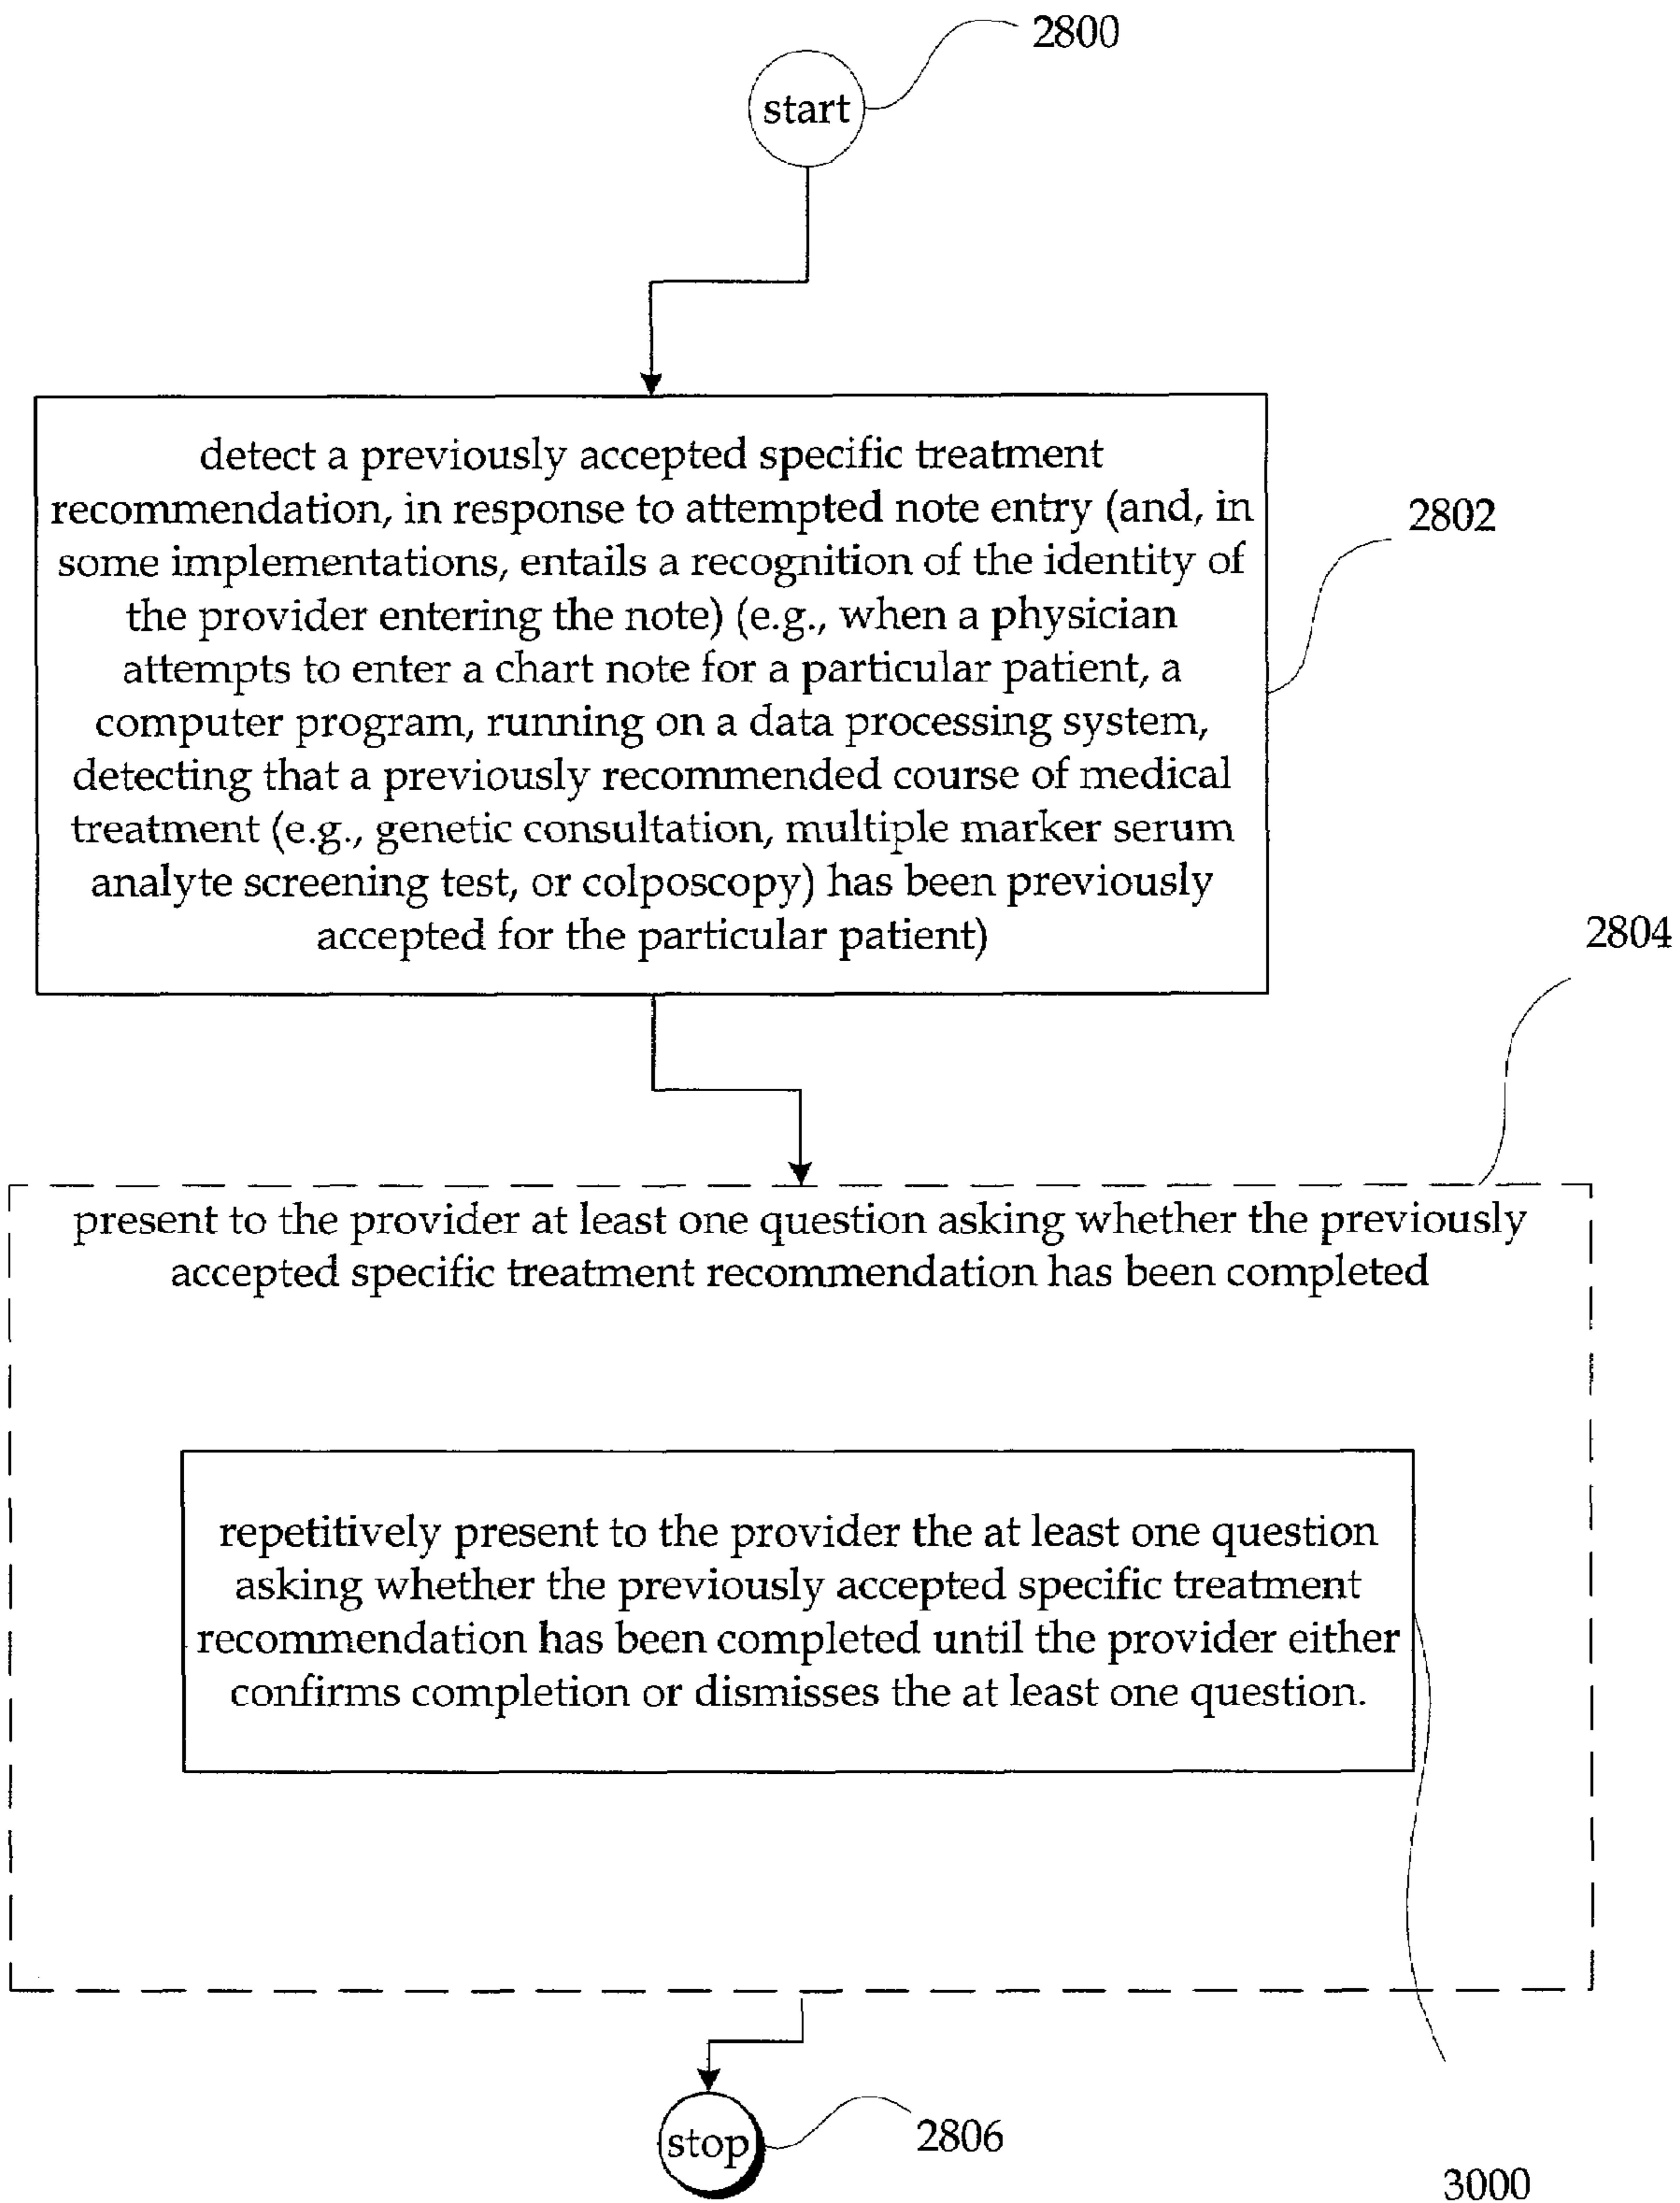 2800
start
detect a previously accepted specific treatment
recommendation, in response to attempted note entry (and, in
some implementations, entails a recognition of the identity of
the provider entering the note) (e.g., when a physician
attempts to enter a chart note for a particular patient, a
computer program, running on a data processing system,
detecting that a previously recommended course of medical
treatment (e.g., genetic consultation, multiple marker serum
analyte screening test, or colposcopy) has been previously
accepted for the particular patient)
2802
2804
present to the provider at least one question asking whether the previously
accepted specific treatment recommendation has been completed
repetitively present to the provider the at least one question
asking whether the previously accepted specific treatment
recommendation has been completed until the provider either
confirms completion or dismisses the at least one question.
stop
2806
3000